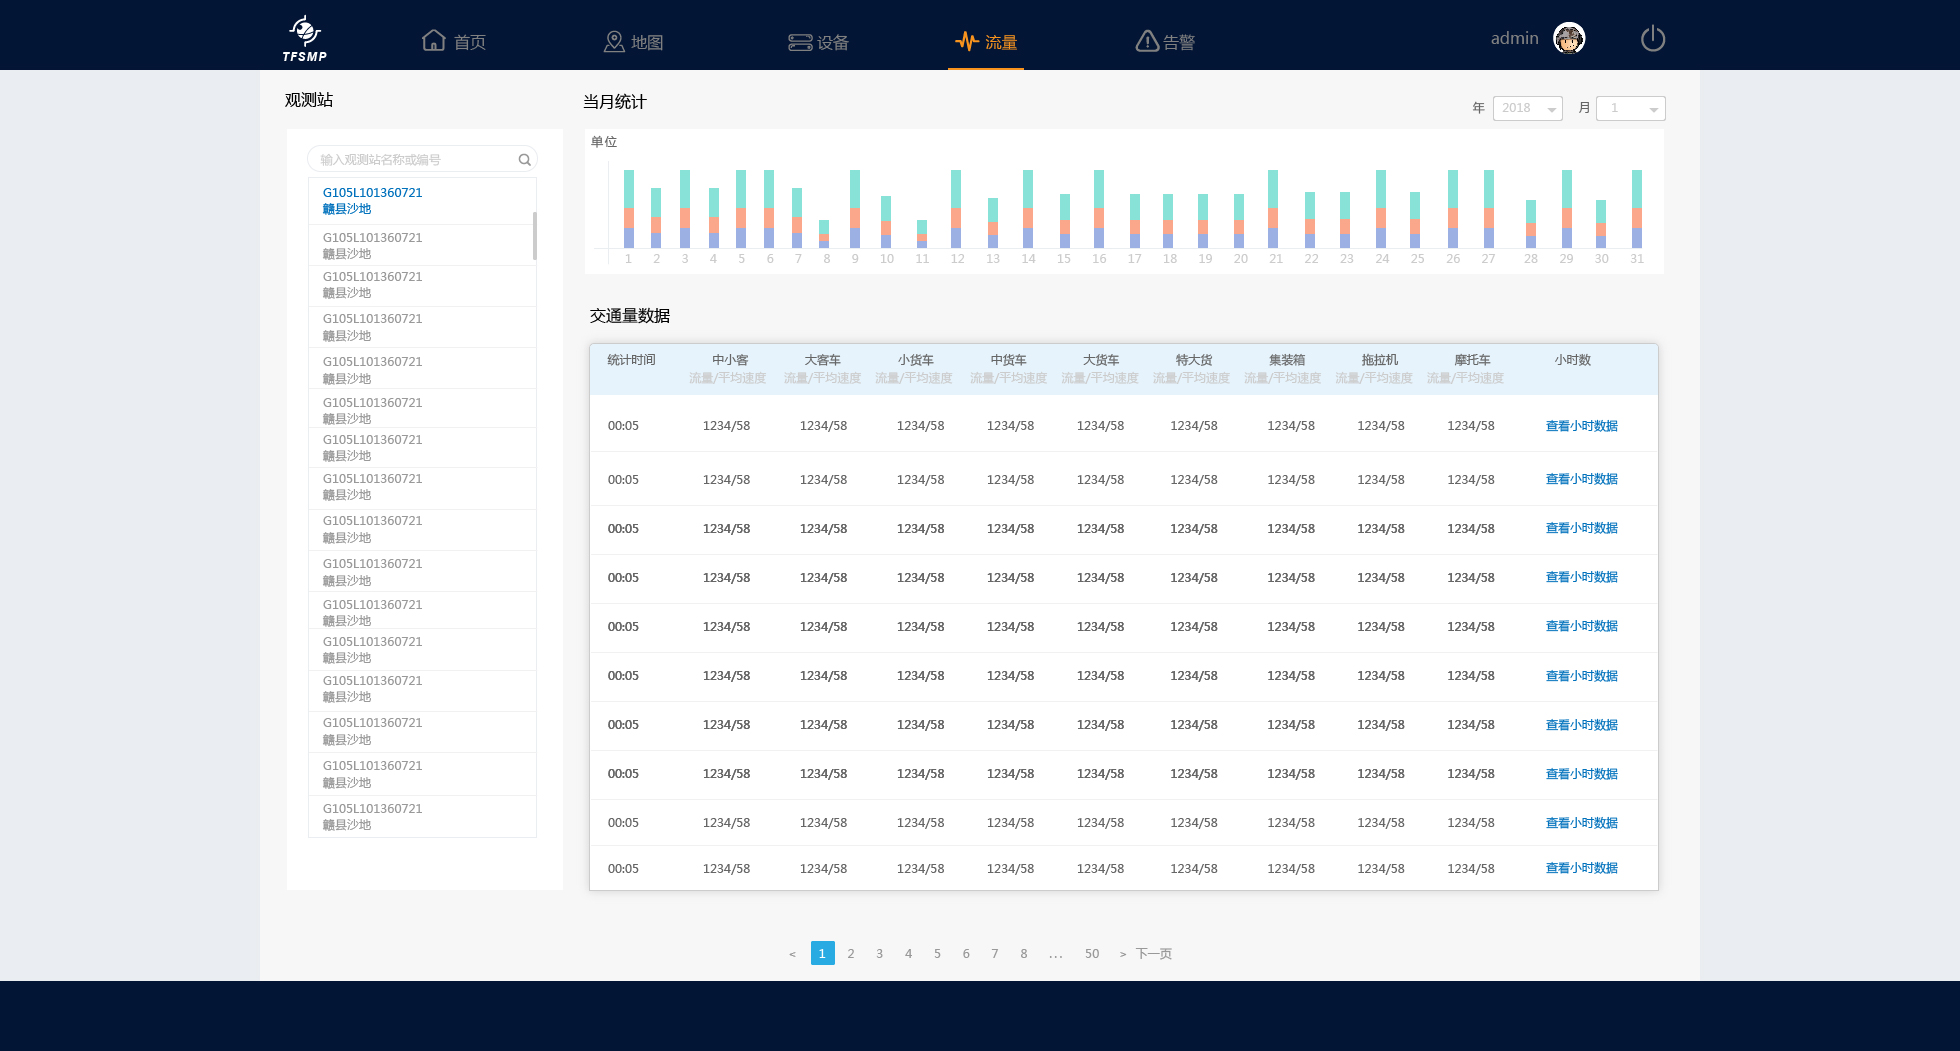 TFSMP
首页
地图
设备
流量
告警
admin
观测站
输入观测站名称或编号
G105L101360721
赣县沙地
G105L101360721
赣县沙地
G105L101360721
赣县沙地
G105L101360721
赣县沙地
G105L101360721
赣县沙地
G105L101360721
赣县沙地
G105L101360721
赣县沙地
G105L101360721
赣县沙地
G105L101360721
赣县沙地
G105L101360721
赣县沙地
G105L101360721
赣县沙地
G105L101360721
赣县沙地
G105L101360721
赣县沙地
G105L101360721
赣县沙地
G105L101360721
赣县沙地
G105L101360721
赣县沙地
当月统计
年 2018 月 1
单位
1 2 3 4 5 6 7 8 9 10 11 12 13 14 15 16 17 18 19 20 21 22 23 24 25 26 27 28 29 30 31
交通量数据
统计时间 中小客 大客车 小货车 中货车 大货车 特大货 集装箱 拖拉机 摩托车 小时数
流量/平均速度 流量/平均速度 流量/平均速度 流量/平均速度 流量/平均速度 流量/平均速度 流量/平均速度 流量/平均速度 流量/平均速度
00:05 1234/58 1234/58 1234/58 1234/58 1234/58 1234/58 1234/58 1234/58 1234/58 查看小时数据
00:05 1234/58 1234/58 1234/58 1234/58 1234/58 1234/58 1234/58 1234/58 1234/58 查看小时数据
00:05 1234/58 1234/58 1234/58 1234/58 1234/58 1234/58 1234/58 1234/58 1234/58 查看小时数据
00:05 1234/58 1234/58 1234/58 1234/58 1234/58 1234/58 1234/58 1234/58 1234/58 查看小时数据
00:05 1234/58 1234/58 1234/58 1234/58 1234/58 1234/58 1234/58 1234/58 1234/58 查看小时数据
00:05 1234/58 1234/58 1234/58 1234/58 1234/58 1234/58 1234/58 1234/58 1234/58 查看小时数据
00:05 1234/58 1234/58 1234/58 1234/58 1234/58 1234/58 1234/58 1234/58 1234/58 查看小时数据
00:05 1234/58 1234/58 1234/58 1234/58 1234/58 1234/58 1234/58 1234/58 1234/58 查看小时数据
00:05 1234/58 1234/58 1234/58 1234/58 1234/58 1234/58 1234/58 1234/58 1234/58 查看小时数据
00:05 1234/58 1234/58 1234/58 1234/58 1234/58 1234/58 1234/58 1234/58 1234/58 查看小时数据
< 1 2 3 4 5 6 7 8 ... 50 > 下一页